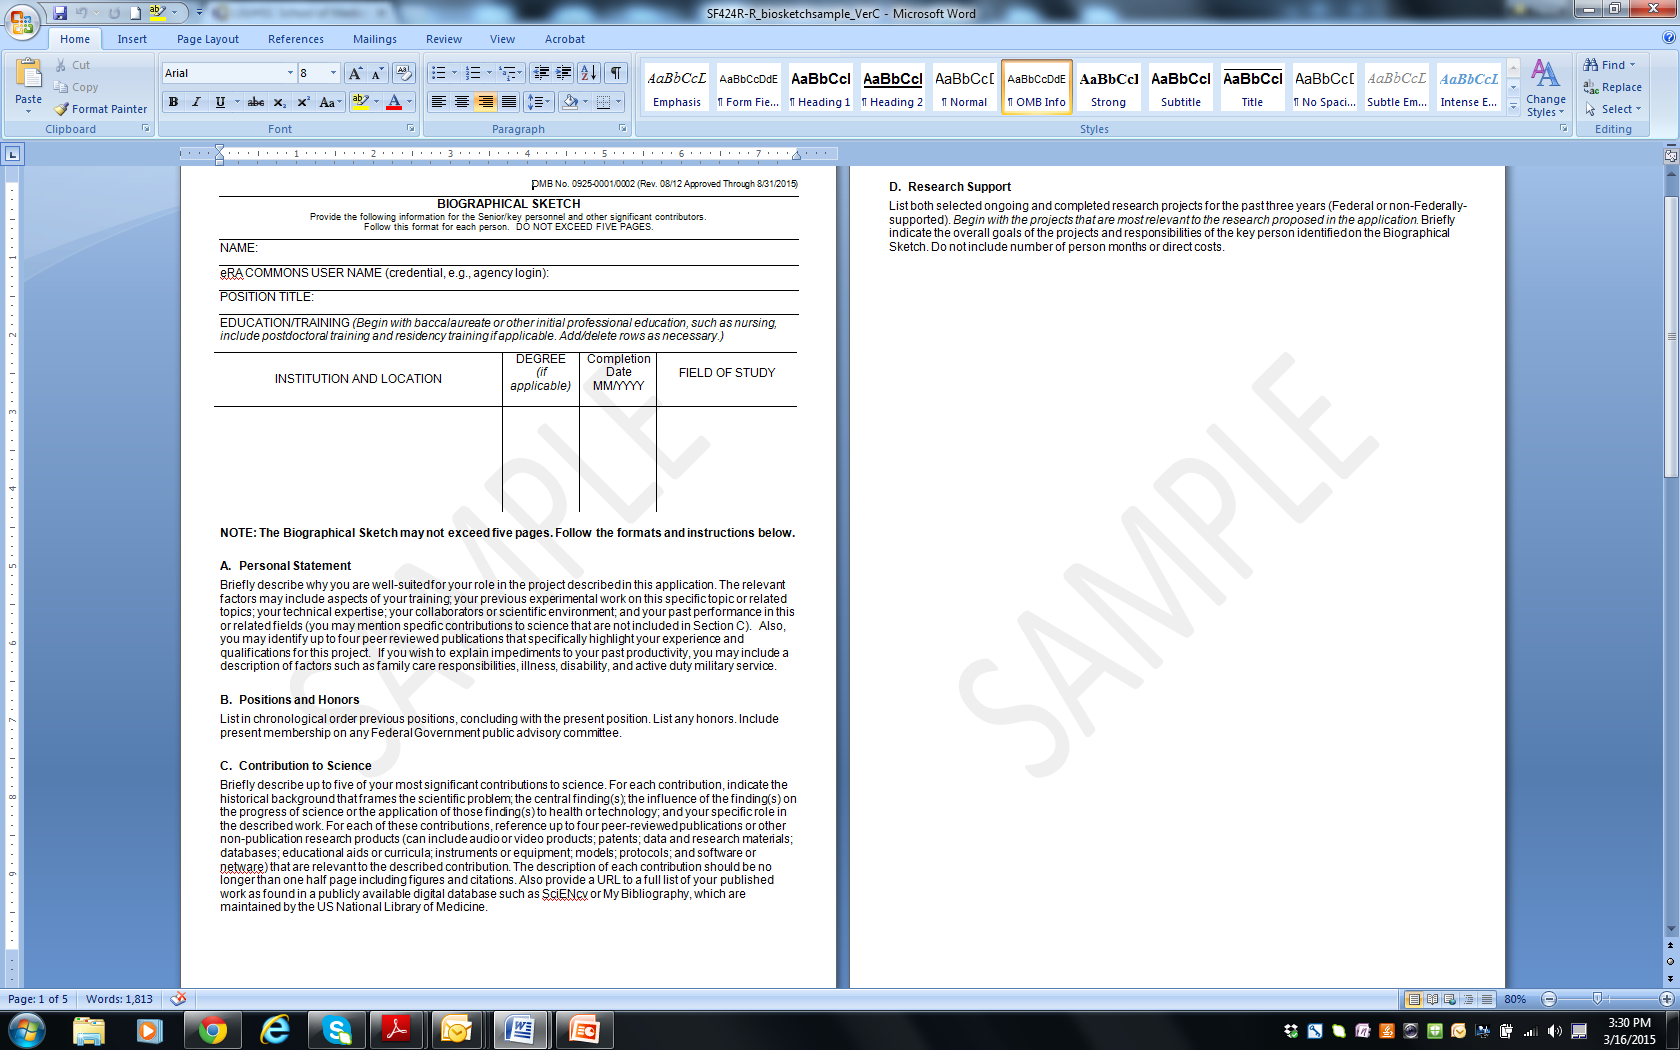 SF424R-R_biosketchsample_VerC - Microsoft Word
Home Insert Page Layout References Mailings Review View Acrobat
Paste
Cut
Copy
Format Painter
Clipboard
Arial 8
Font
Paragraph
AaBbCcL AaBbCcDdE AaBbCcI AaBbCcI AaBbCcD AaBbCcDdE AaBbCcI AaBbCcI AaBbCcI AaBbCcD AaBbCcL AaBbCcL
Emphasis ¶ Form Fie... ¶ Heading 1 ¶ Heading 2 ¶ Normal ¶ OMB Info Strong Subtitle Title ¶ No Spaci... Subtle Em... Intense E...
Styles
Change Styles
Find
Replace
Select
Editing
1 2 3 4 5 6 7
OMB No. 0925-0001/0002 (Rev. 08/12 Approved Through 8/31/2015)
BIOGRAPHICAL SKETCH
Provide the following information for the Senior/key personnel and other significant contributors.
Follow this format for each person. DO NOT EXCEED FIVE PAGES.
NAME:
eRA COMMONS USER NAME (credential, e.g., agency login):
POSITION TITLE:
EDUCATION/TRAINING (Begin with baccalaureate or other initial professional education, such as nursing,
include postdoctoral training and residency training if applicable. Add/delete rows as necessary.)
INSTITUTION AND LOCATION
DEGREE
(if
applicable)
Completion
Date
MM/YYYY
FIELD OF STUDY
NOTE: The Biographical Sketch may not exceed five pages. Follow the formats and instructions below.
A. Personal Statement
Briefly describe why you are well-suited for your role in the project described in this application. The relevant
factors may include aspects of your training; your previous experimental work on this specific topic or related
topics; your technical expertise; your collaborators or scientific environment; and your past performance in this
or related fields (you may mention specific contributions to science that are not included in Section C). Also,
you may identify up to four peer reviewed publications that specifically highlight your experience and
qualifications for this project. If you wish to explain impediments to your past productivity, you may include a
description of factors such as family care responsibilities, illness, disability, and active duty military service.
B. Positions and Honors
List in chronological order previous positions, concluding with the present position. List any honors. Include
present membership on any Federal Government public advisory committee.
C. Contribution to Science
Briefly describe up to five of your most significant contributions to science. For each contribution, indicate the
historical background that frames the scientific problem; the central finding(s); the influence of the finding(s) on
the progress of science or the application of those finding(s) to health or technology; and your specific role in
the described work. For each of these contributions, reference up to four peer-reviewed publications or other
non-publication research products (can include audio or video products; patents; data and research materials;
databases; educational aids or curricula; instruments or equipment; models; protocols; and software or
netware) that are relevant to the described contribution. The description of each contribution should be no
longer than one half page including figures and citations. Also provide a URL to a full list of your published
work as found in a publicly available digital database such as SciENcv or My Bibliography, which are
maintained by the US National Library of Medicine.
SAMPLE
D. Research Support
List both selected ongoing and completed research projects for the past three years (Federal or non-Federally-
supported). Begin with the projects that are most relevant to the research proposed in the application. Briefly
indicate the overall goals of the projects and responsibilities of the key person identified on the Biographical
Sketch. Do not include number of person months or direct costs.
SAMPLE
Page: 1 of 5 Words: 1,813
80%
3:30 PM
3/16/2015